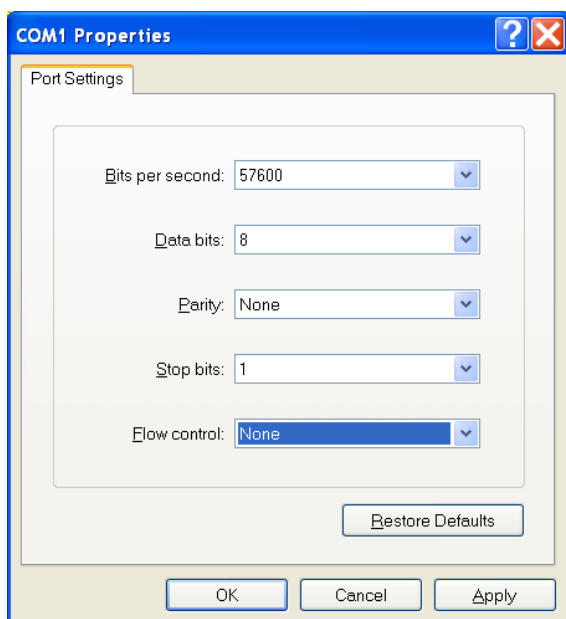 COM1 Properties
Port Settings
Bits per second: 57600
Data bits: 8
Parity: None
Stop bits: 1
Flow control: None
Restore Defaults
OK Cancel Apply